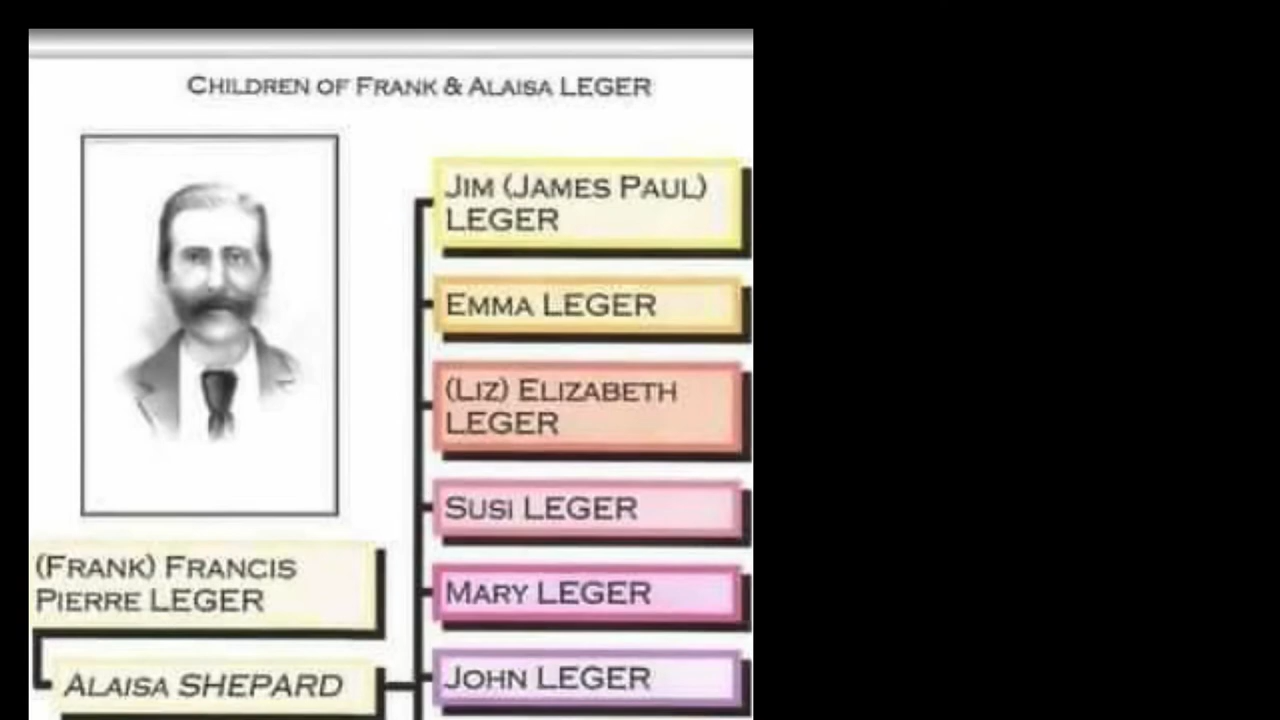 CHILDREN OF FRANK & ALAISA LEGER
JIM (JAMES PAUL)
LEGER
EMMA LEGER
(LIZ) ELIZABETH
LEGER
SUSI LEGER
MARY LEGER
JOHN LEGER
(FRANK) FRANCIS
PIERRE LEGER
ALAISA SHEPARD